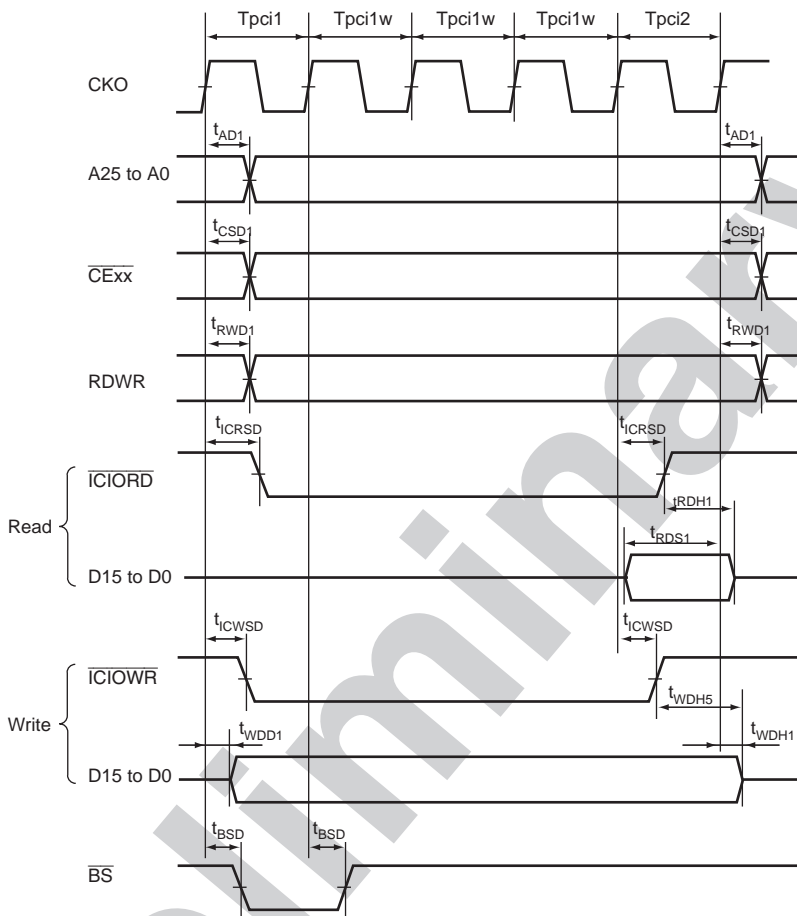 Tpci1 Tpci1w Tpci1w Tpci1w Tpci2
CKO
tAD1 tAD1
A25 to A0
tCSD1 tCSD1
CExx
tRWD1 tRWD1
RDWR
tICRSD tICRSD
ICIORD
tRDH1
Read
tRDS1
D15 to D0
tICWSD tICWSD
ICIOWR
tWDH5
Write
tWDD1 tWDH1
D15 to D0
tBSD tBSD
BS
eliminary